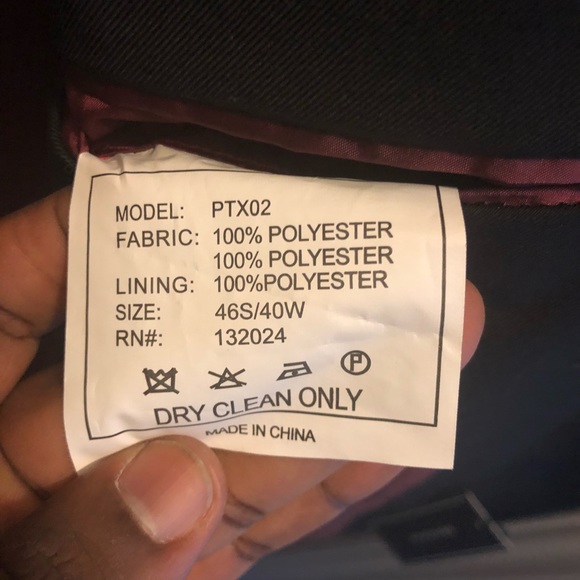 MODEL: PTX02
FABRIC: 100% POLYESTER
100% POLYESTER
LINING: 100%POLYESTER
SIZE: 46S/40W
RN#: 132024
P
DRY CLEAN ONLY
MADE IN CHINA